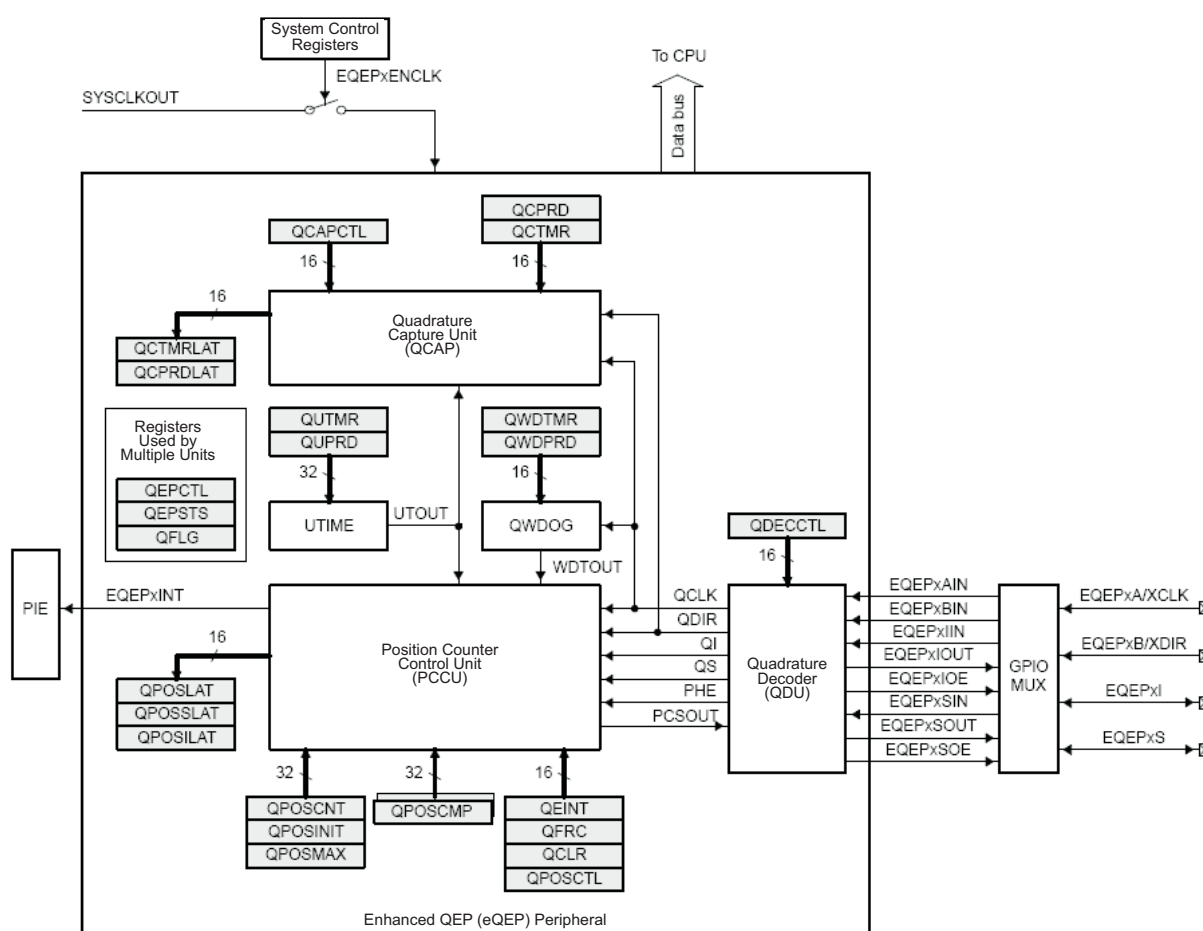 System Control
Registers
To CPU
EQEPxENCLK
SYSCLKOUT
Data bus
QCPRD
QCAPCTL
QCTMR
16
16
16
Quadrature
Capture Unit
(QCAP)
QCTMRLAT
QCPRDLAT
Registers
Used by
Multiple Units
QUTMR
QUPRD
QWDTMR
QWDPRD
32
16
QEPCTL
QEPSTS
QFLG
UTIME
UTOUT
QWDOG
QDECCTL
WDTOUT
16
PIE
EQEPxINT
QCLK
QDIR
QI
QS
PHE
PCSOUT
16
Position Counter
Control Unit
(PCCU)
Quadrature
Decoder
(QDU)
EQEPxAIN
EQEPxBIN
EQEPxIIN
EQEPxIOUT
EQEPxIOE
EQEPxSIN
EQEPxSOUT
EQEPxSOE
GPIO
MUX
EQEPxA/XCLK
EQEPxB/XDIR
EQEPxI
EQEPxS
QPOSLAT
QPOSSLAT
QPOSILAT
32
32
16
QPOSCNT
QPOSINIT
QPOSMAX
QPOSCMP
QEINT
QFRC
QCLR
QPOSCTL
Enhanced QEP (eQEP) Peripheral